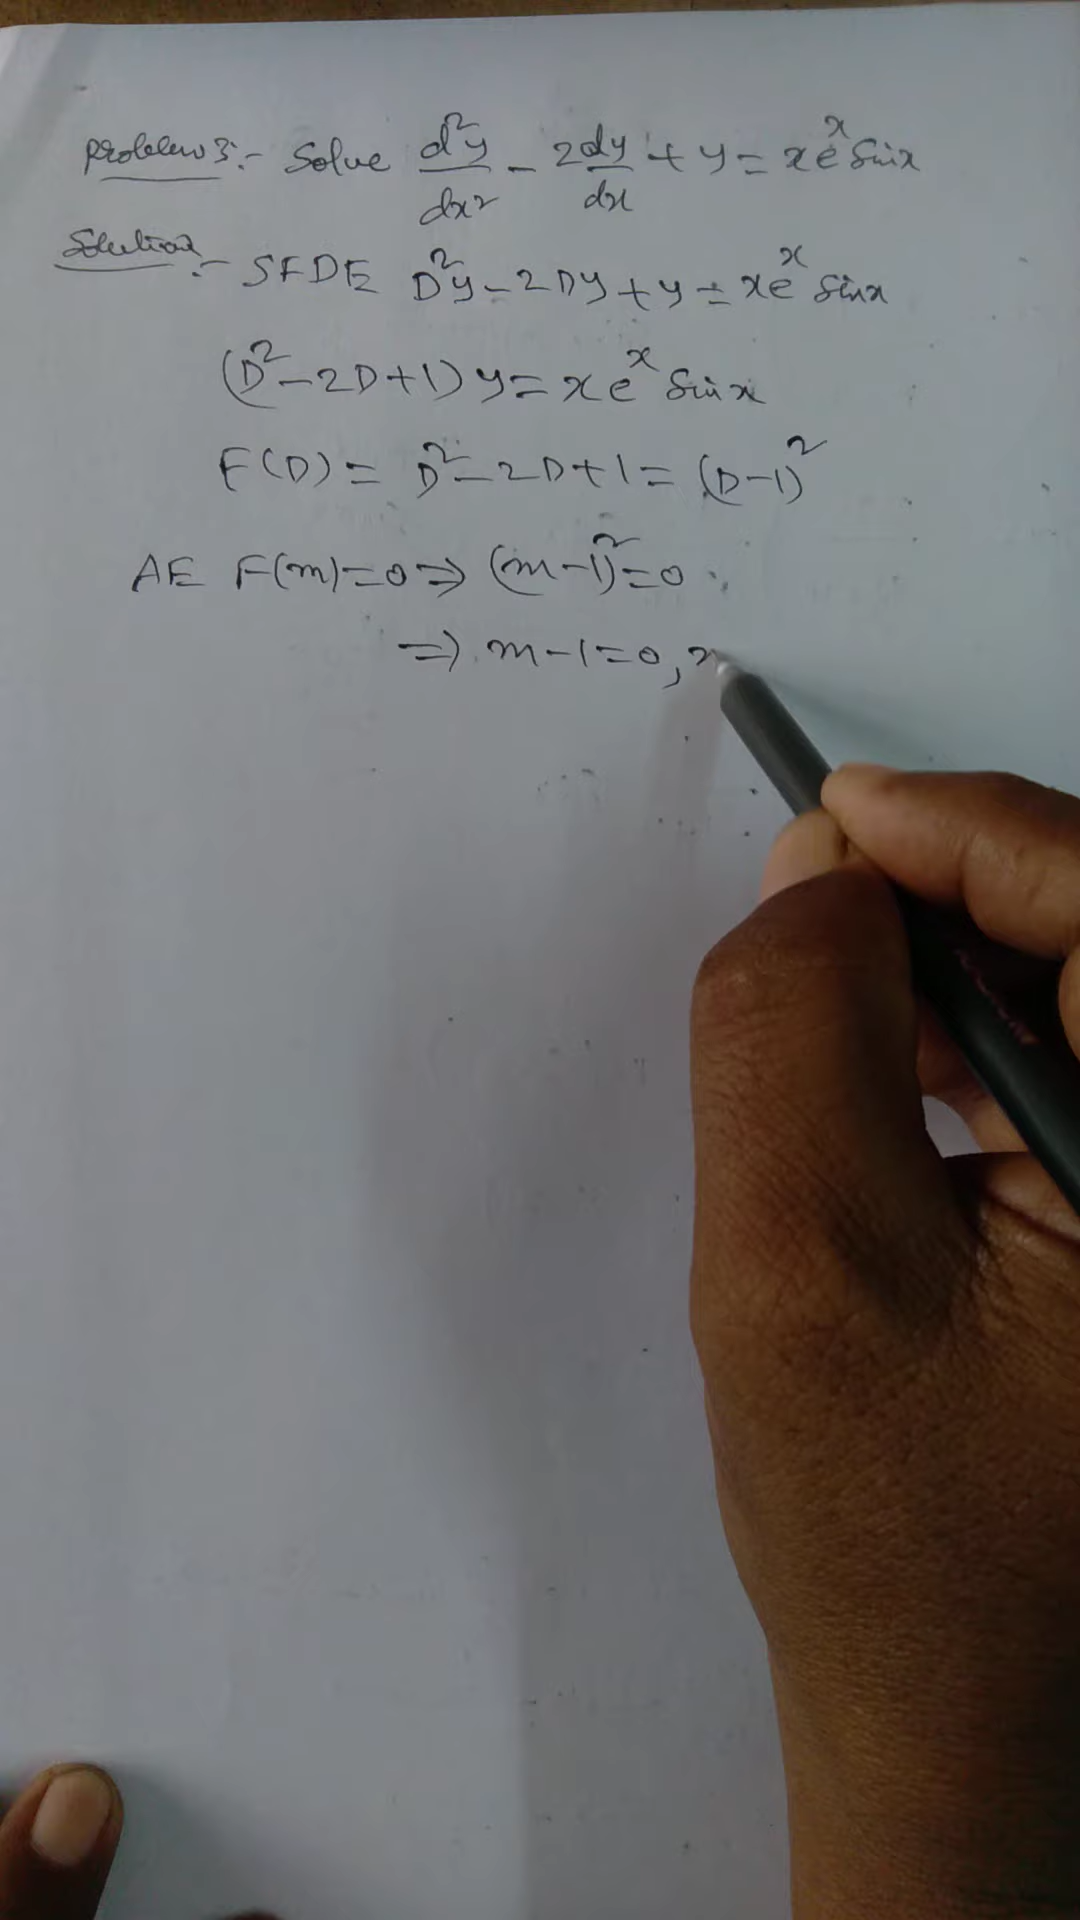 Problem 3:- Solve d²y/dx² - 2dy/dx + y = xeˣ Sinx
Solution:- SFDE D²y - 2Dy + y = xeˣ Sinx
(D² - 2D + 1) y = xeˣ Sinx
F(D) = D² - 2D + 1 = (D-1)²
AE F(m) = 0 ⇒ (m-1)² = 0
⇒ m - 1 = 0,